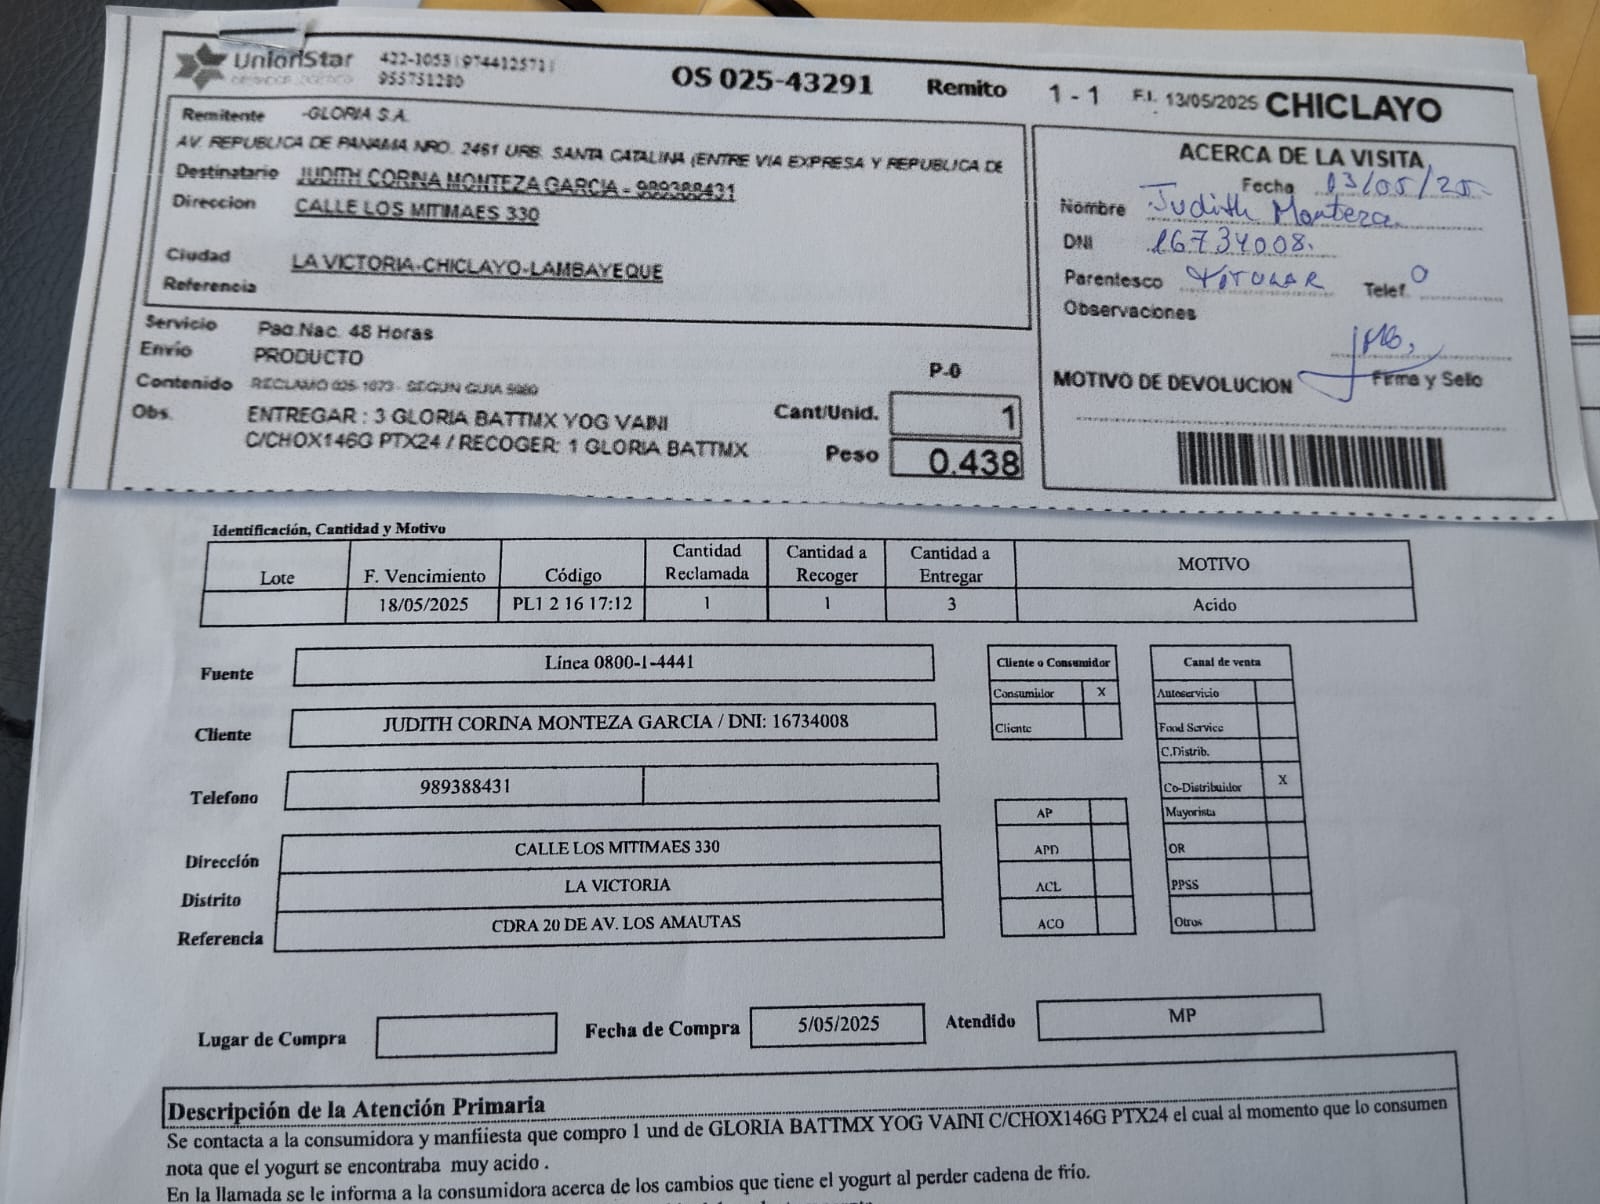 UnionStar
422-1053
955751280
OS 025-43291
Remito
1 - 1
F.I. 13/05/2025
CHICLAYO
Remitente -GLORIA S.A.
AV. REPUBLICA DE PANAMA NRO. 2461 URB. SANTA CATALINA (ENTRE VIA EXPRESA Y REPUBLICA DE
Destinatario JUDITH CORINA MONTEZA GARCIA - 989388431
Direccion CALLE LOS MITIMAES 330
Ciudad LA VICTORIA-CHICLAYO-LAMBAYEQUE
Referencia
Servicio Paq.Nac. 48 Horas
Envio PRODUCTO
Contenido RECLAMO 025-1673 - SEGUN GUIA
Obs. ENTREGAR : 3 GLORIA BATTMX YOG VAINI
C/CHOX146G PTX24 / RECOGER: 1 GLORIA BATTMX
P-0
Cant/Unid. 1
Peso 0.438
ACERCA DE LA VISITA
Fecha 13/05/25
Nombre Judith Monteza
DNI 16734008.
Parentesco TITULAR Telef. 0
Observaciones
Firma y Sello
MOTIVO DE DEVOLUCION
Identificación, Cantidad y Motivo
Lote F. Vencimiento Código Cantidad Reclamada Cantidad a Recoger Cantidad a Entregar MOTIVO
18/05/2025 PL1 2 16 17:12 1 1 3 Acido
Fuente Línea 0800-1-4441
Cliente JUDITH CORINA MONTEZA GARCIA / DNI: 16734008
Telefono 989388431
Dirección CALLE LOS MITIMAES 330
Distrito LA VICTORIA
Referencia CDRA 20 DE AV. LOS AMAUTAS
Cliente o Consumidor
Consumidor X
Cliente
AP
APD
ACL
ACO
Canal de venta
Autoservicio
Food Service
C.Distrib.
Co-Distribuidor X
Mayorista
OR
PPSS
Otros
Lugar de Compra
Fecha de Compra 5/05/2025
Atendido MP
Descripción de la Atención Primaria
Se contacta a la consumidora y manfiiesta que compro 1 und de GLORIA BATTMX YOG VAINI C/CHOX146G PTX24 el cual al momento que lo consumen
nota que el yogurt se encontraba muy acido .
En la llamada se le informa a la consumidora acerca de los cambios que tiene el yogurt al perder cadena de frío.